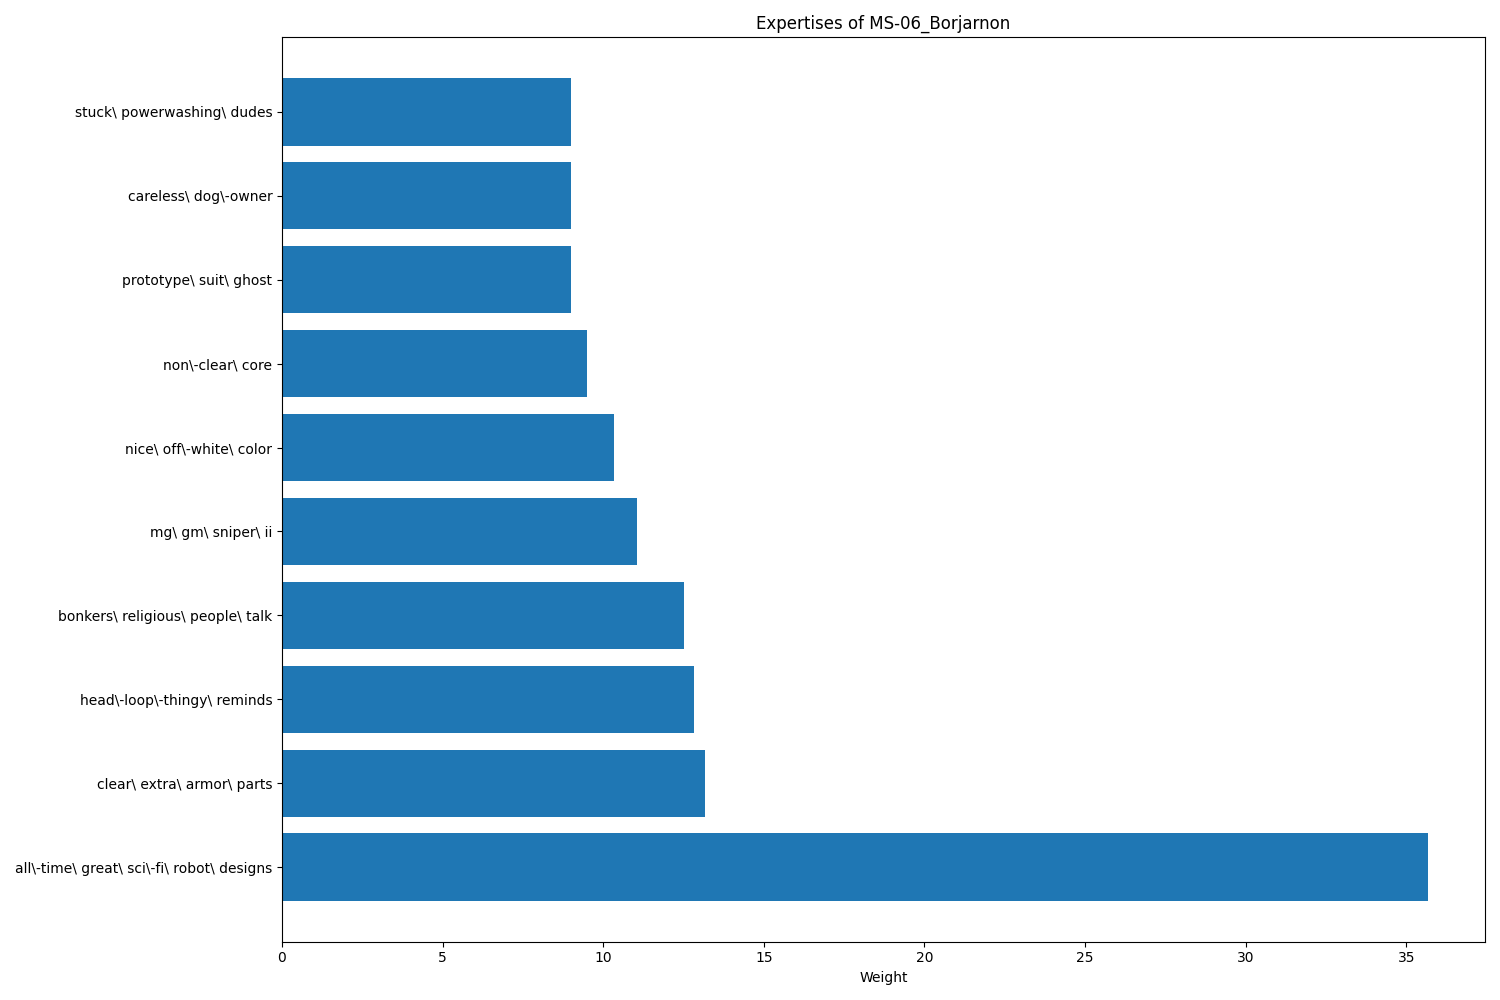 Expertises of MS-06_Borjarnon
stuck\ powerwashing\ dudes
careless\ dog\-owner
prototype\ suit\ ghost
non\-clear\ core
nice\ off\-white\ color
mg\ gm\ sniper\ ii
bonkers\ religious\ people\ talk
head\-loop\-thingy\ reminds
clear\ extra\ armor\ parts
all\-time\ great\ sci\-fi\ robot\ designs
0 5 10 15 20 25 30 35
Weight